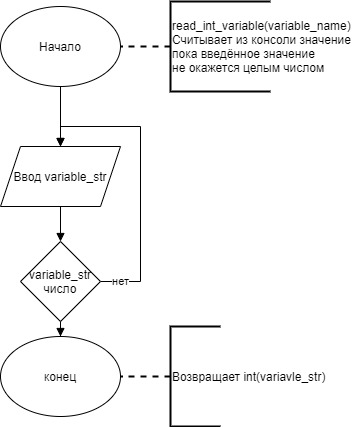 Начало
read_int_variable(variable_name)
Считывает из консоли значение
пока введённое значение
не окажется целым числом
Ввод variable_str
variable_str
число
нет
конец
Возвращает int(variavle_str)